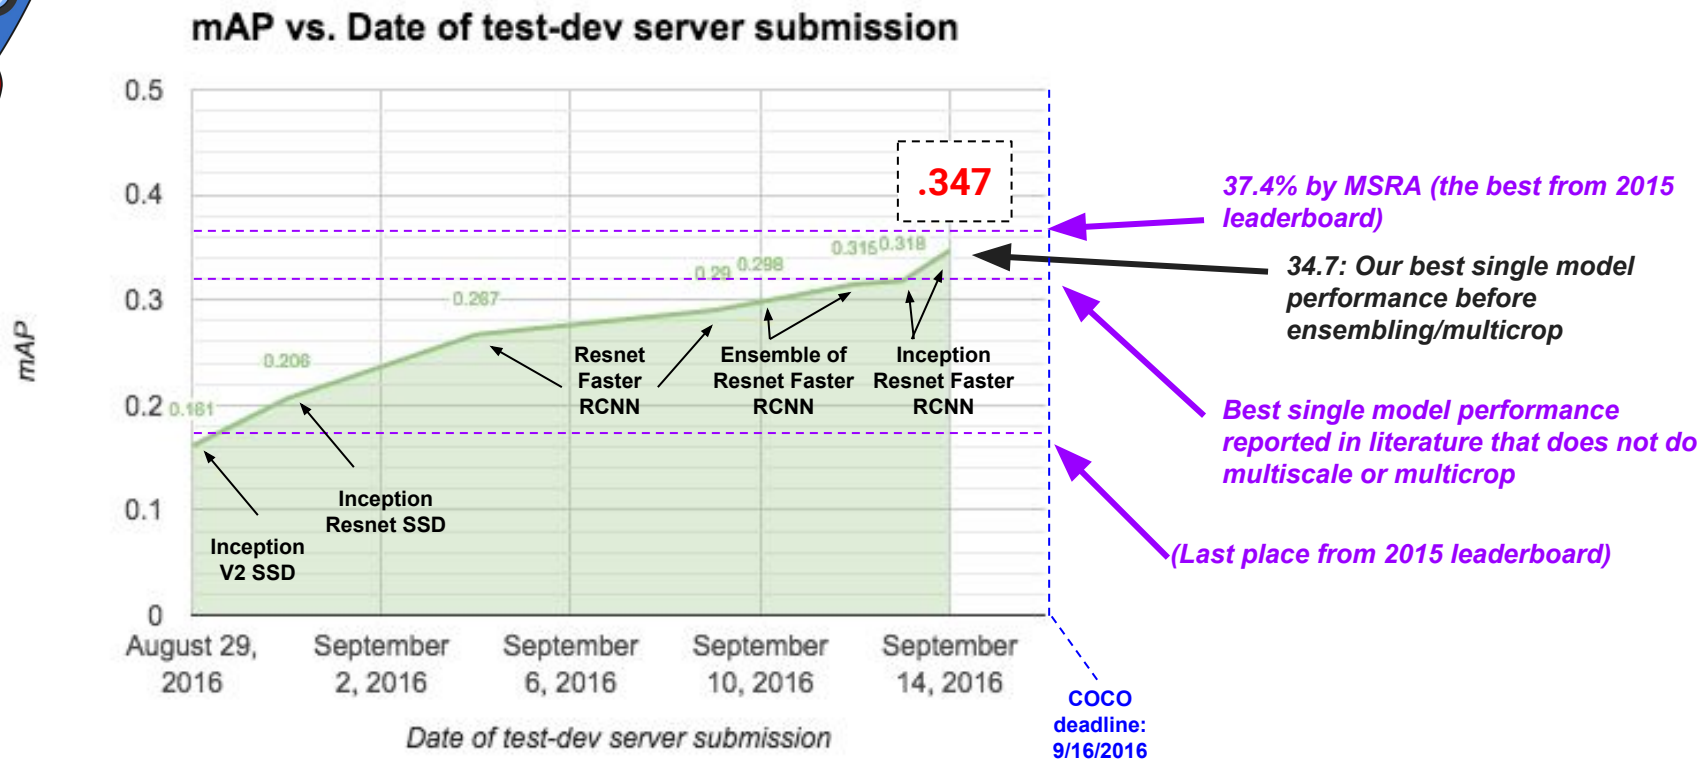 mAP vs. Date of test-dev server submission
0.5
0.4
0.3
0.2
0.1
0
mAP
0.161
0.206
0.267
0.29
0.298
0.315
0.318
.347
Inception
V2 SSD
Inception
Resnet SSD
Resnet
Faster
RCNN
Ensemble of
Resnet Faster
RCNN
Inception
Resnet Faster
RCNN
37.4% by MSRA (the best from 2015
leaderboard)
34.7: Our best single model
performance before
ensembling/multicrop
Best single model performance
reported in literature that does not do
multiscale or multicrop
(Last place from 2015 leaderboard)
August 29,
2016
September
2, 2016
September
6, 2016
September
10, 2016
September
14, 2016
COCO
deadline:
9/16/2016
Date of test-dev server submission